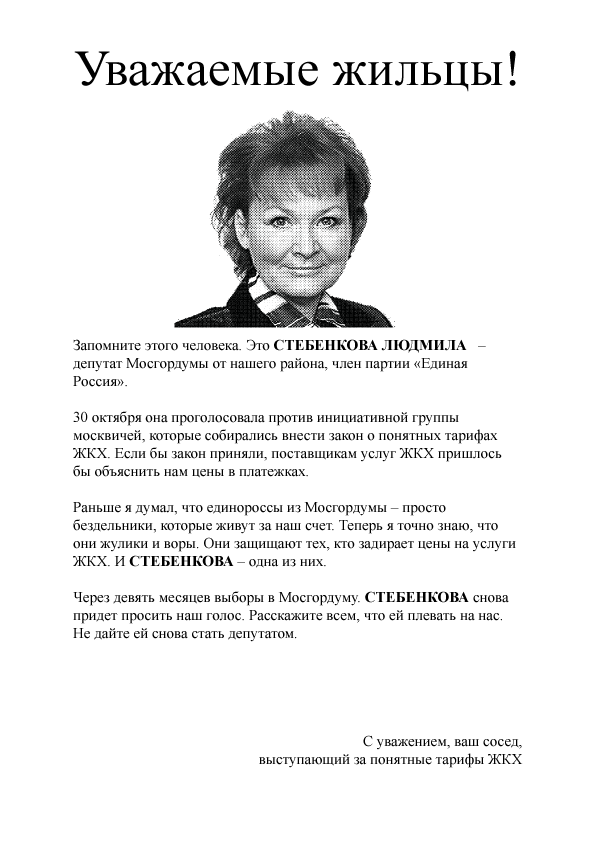 Уважаемые жильцы!
Запомните этого человека. Это СТЕБЕНКОВА ЛЮДМИЛА –
депутат Мосгордумы от нашего района, член партии «Единая
Россия».
30 октября она проголосовала против инициативной группы
москвичей, которые собирались внести закон о понятных тарифах
ЖКХ. Если бы закон приняли, поставщикам услуг ЖКХ пришлось
бы объяснить нам цены в платежках.
Раньше я думал, что единороссы из Мосгордумы – просто
бездельники, которые живут за наш счет. Теперь я точно знаю, что
они жулики и воры. Они защищают тех, кто задирает цены на услуги
ЖКХ. И СТЕБЕНКОВА – одна из них.
Через девять месяцев выборы в Мосгордуму. СТЕБЕНКОВА снова
придет просить наш голос. Расскажите всем, что ей плевать на нас.
Не дайте ей снова стать депутатом.
С уважением, ваш сосед,
выступающий за понятные тарифы ЖКХ